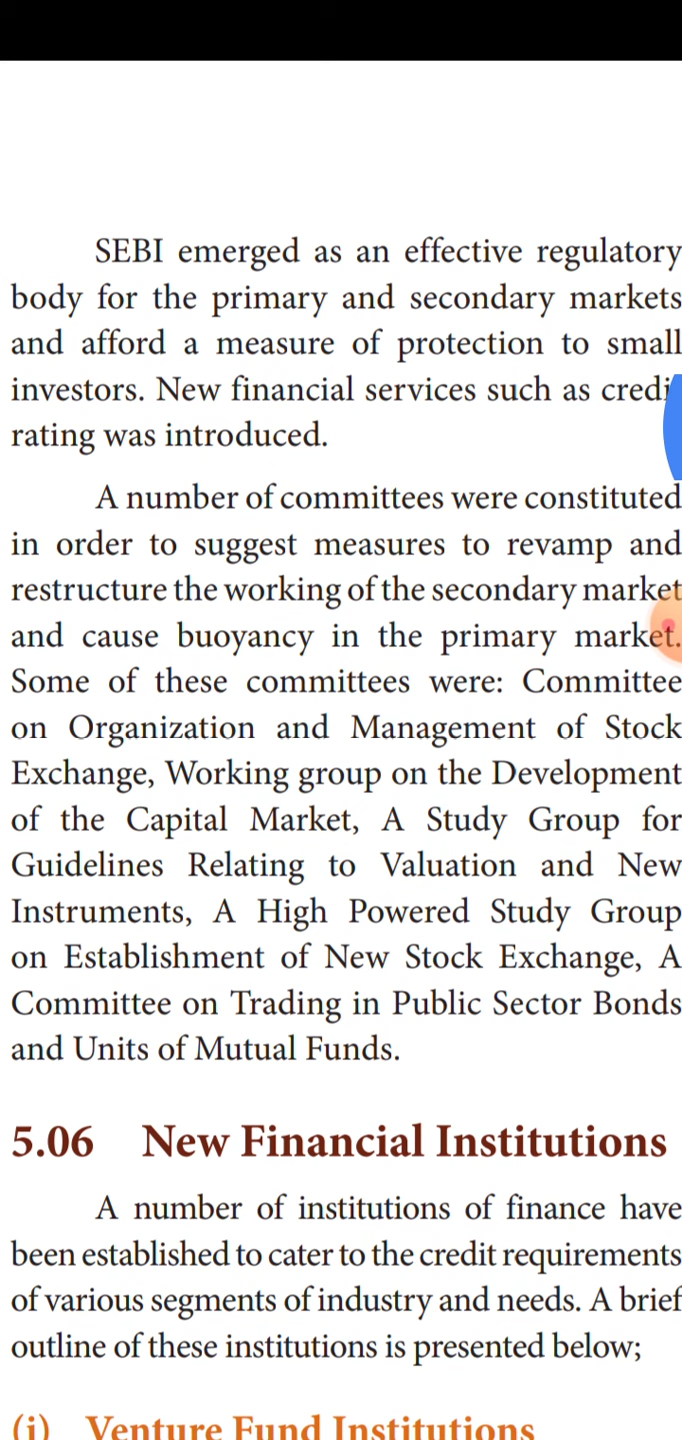 SEBI emerged as an effective regulatory
body for the primary and secondary markets
and afford a measure of protection to small
investors. New financial services such as credi
rating was introduced.
A number of committees were constituted
in order to suggest measures to revamp and
restructure the working of the secondary market
and cause buoyancy in the primary market.
Some of these committees were: Committee
on Organization and Management of Stock
Exchange, Working group on the Development
of the Capital Market, A Study Group for
Guidelines Relating to Valuation and New
Instruments, A High Powered Study Group
on Establishment of New Stock Exchange, A
Committee on Trading in Public Sector Bonds
and Units of Mutual Funds.
5.06 New Financial Institutions
A number of institutions of finance have
been established to cater to the credit requirements
of various segments of industry and needs. A brief
outline of these institutions is presented below;
(i) Venture Fund Institutions